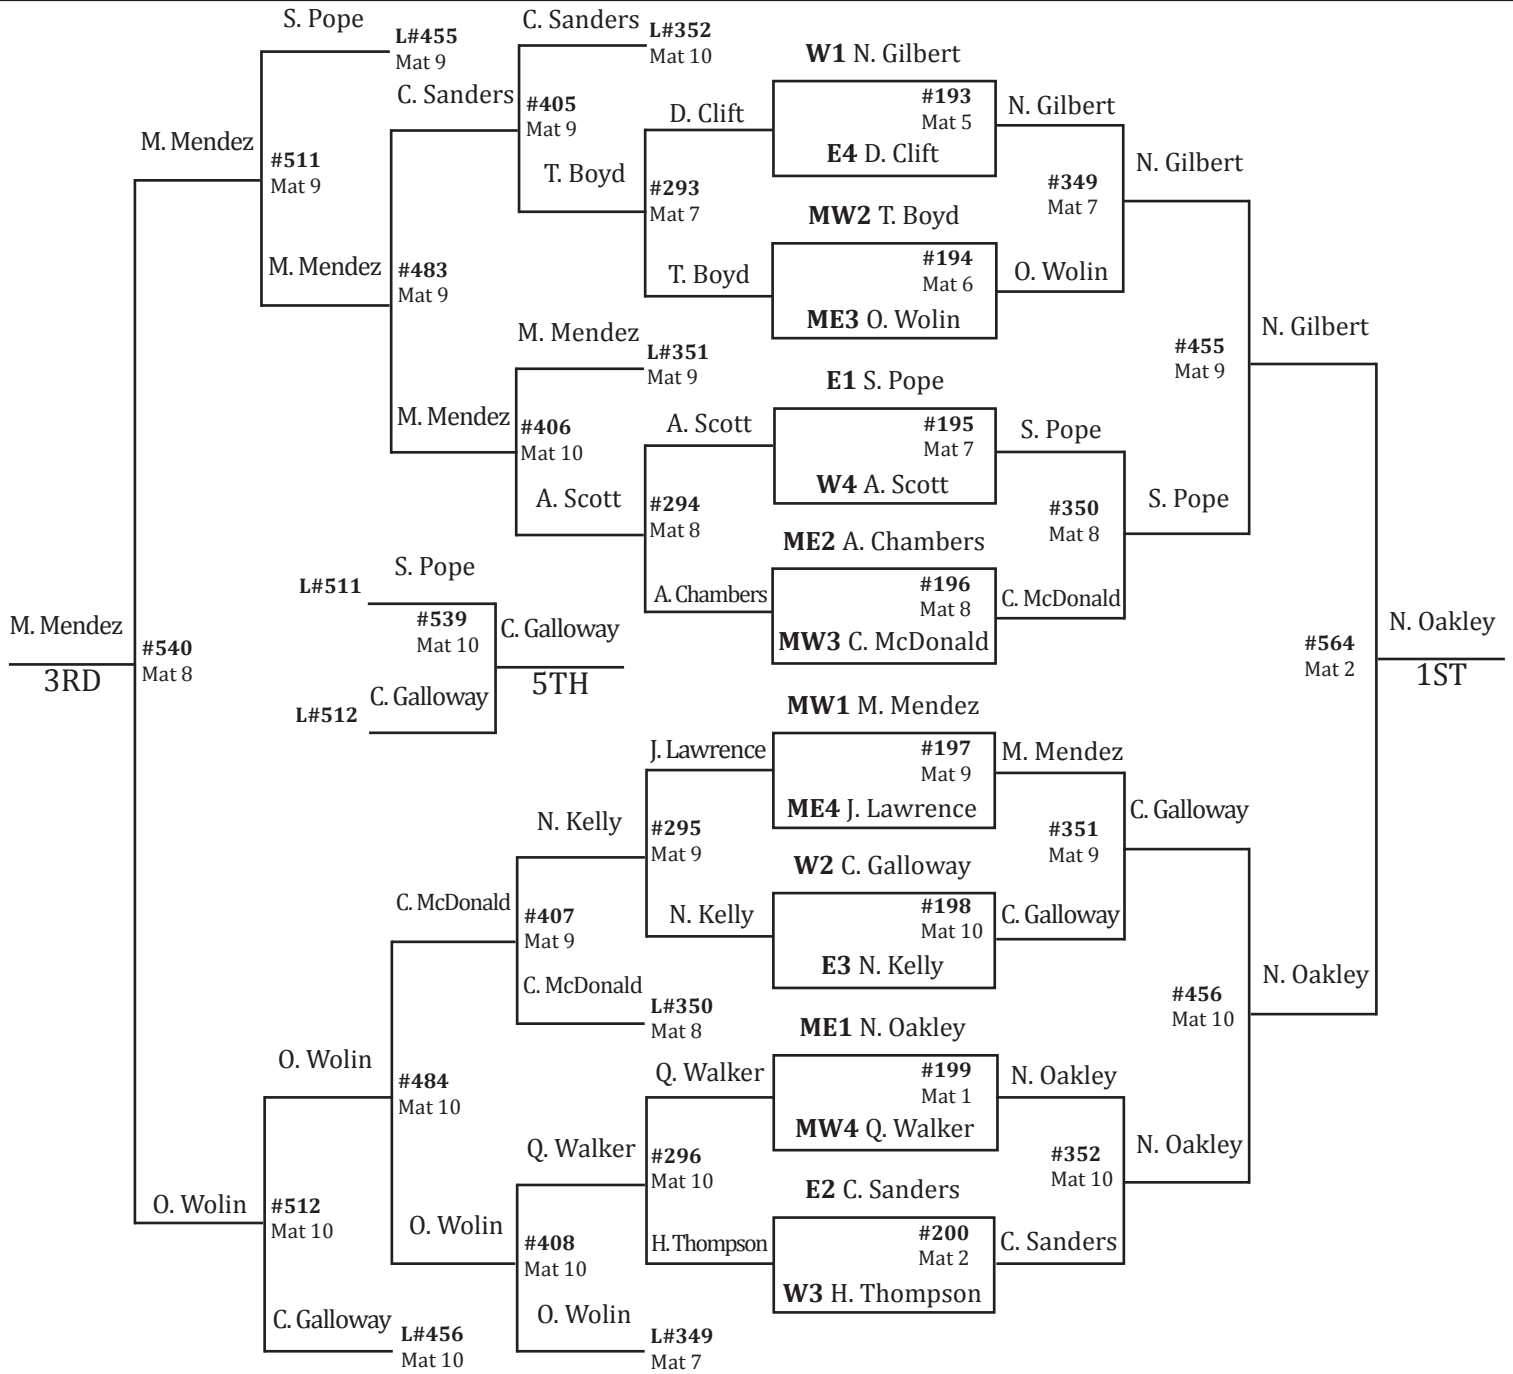 S. Pope
L#455
Mat 9
C. Sanders
L#352
Mat 10
C. Sanders
#405
Mat 9
T. Boyd
M. Mendez
#511
Mat 9
M. Mendez
#483
Mat 9
D. Clift
#293
Mat 7
T. Boyd
W1 N. Gilbert
#193
Mat 5
E4 D. Clift
N. Gilbert
MW2 T. Boyd
#194
Mat 6
ME3 O. Wolin
O. Wolin
#349
Mat 7
N. Gilbert
M. Mendez
L#351
Mat 9
M. Mendez
#406
Mat 10
A. Scott
A. Scott
#294
Mat 8
A. Chambers
E1 S. Pope
#195
Mat 7
W4 A. Scott
S. Pope
ME2 A. Chambers
#196
Mat 8
MW3 C. McDonald
C. McDonald
#350
Mat 8
S. Pope
#455
Mat 9
N. Gilbert
S. Pope
L#511
#539
Mat 10
C. Galloway
L#512
C. Galloway
5TH
M. Mendez
3RD
#540
Mat 8
#564
Mat 2
N. Oakley
1ST
J. Lawrence
N. Kelly
#295
Mat 9
N. Kelly
MW1 M. Mendez
#197
Mat 9
ME4 J. Lawrence
M. Mendez
W2 C. Galloway
#198
Mat 10
E3 N. Kelly
C. Galloway
#351
Mat 9
C. Galloway
C. McDonald
#407
Mat 9
C. McDonald
L#350
Mat 8
O. Wolin
#484
Mat 10
Q. Walker
Q. Walker
#296
Mat 10
H. Thompson
ME1 N. Oakley
#199
Mat 1
MW4 Q. Walker
N. Oakley
E2 C. Sanders
#200
Mat 2
W3 H. Thompson
C. Sanders
#352
Mat 10
N. Oakley
#456
Mat 10
N. Oakley
O. Wolin
#512
Mat 10
O. Wolin
#408
Mat 10
O. Wolin
L#349
Mat 7
C. Galloway
L#456
Mat 10